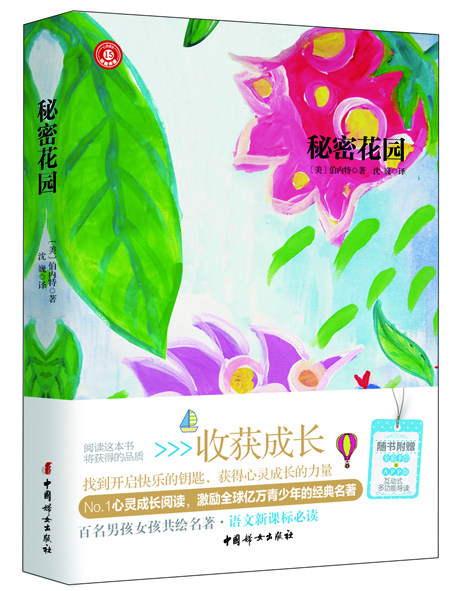 15
秘密花园
〔美〕伯内特◎著
沈 巍◎译
中国妇女出版社
秘密花园
〔美〕伯内特◎著 沈 巍◎译
阅读这本书
将获得的品质
>>> 收获成长
找到开启快乐的钥匙，获得心灵成长的力量
No.1心灵成长阅读，激励全球亿万青少年的经典名著
百名男孩女孩共绘名著·语文新课标必读
中国妇女出版社
随书附赠
互动式
多功能导读